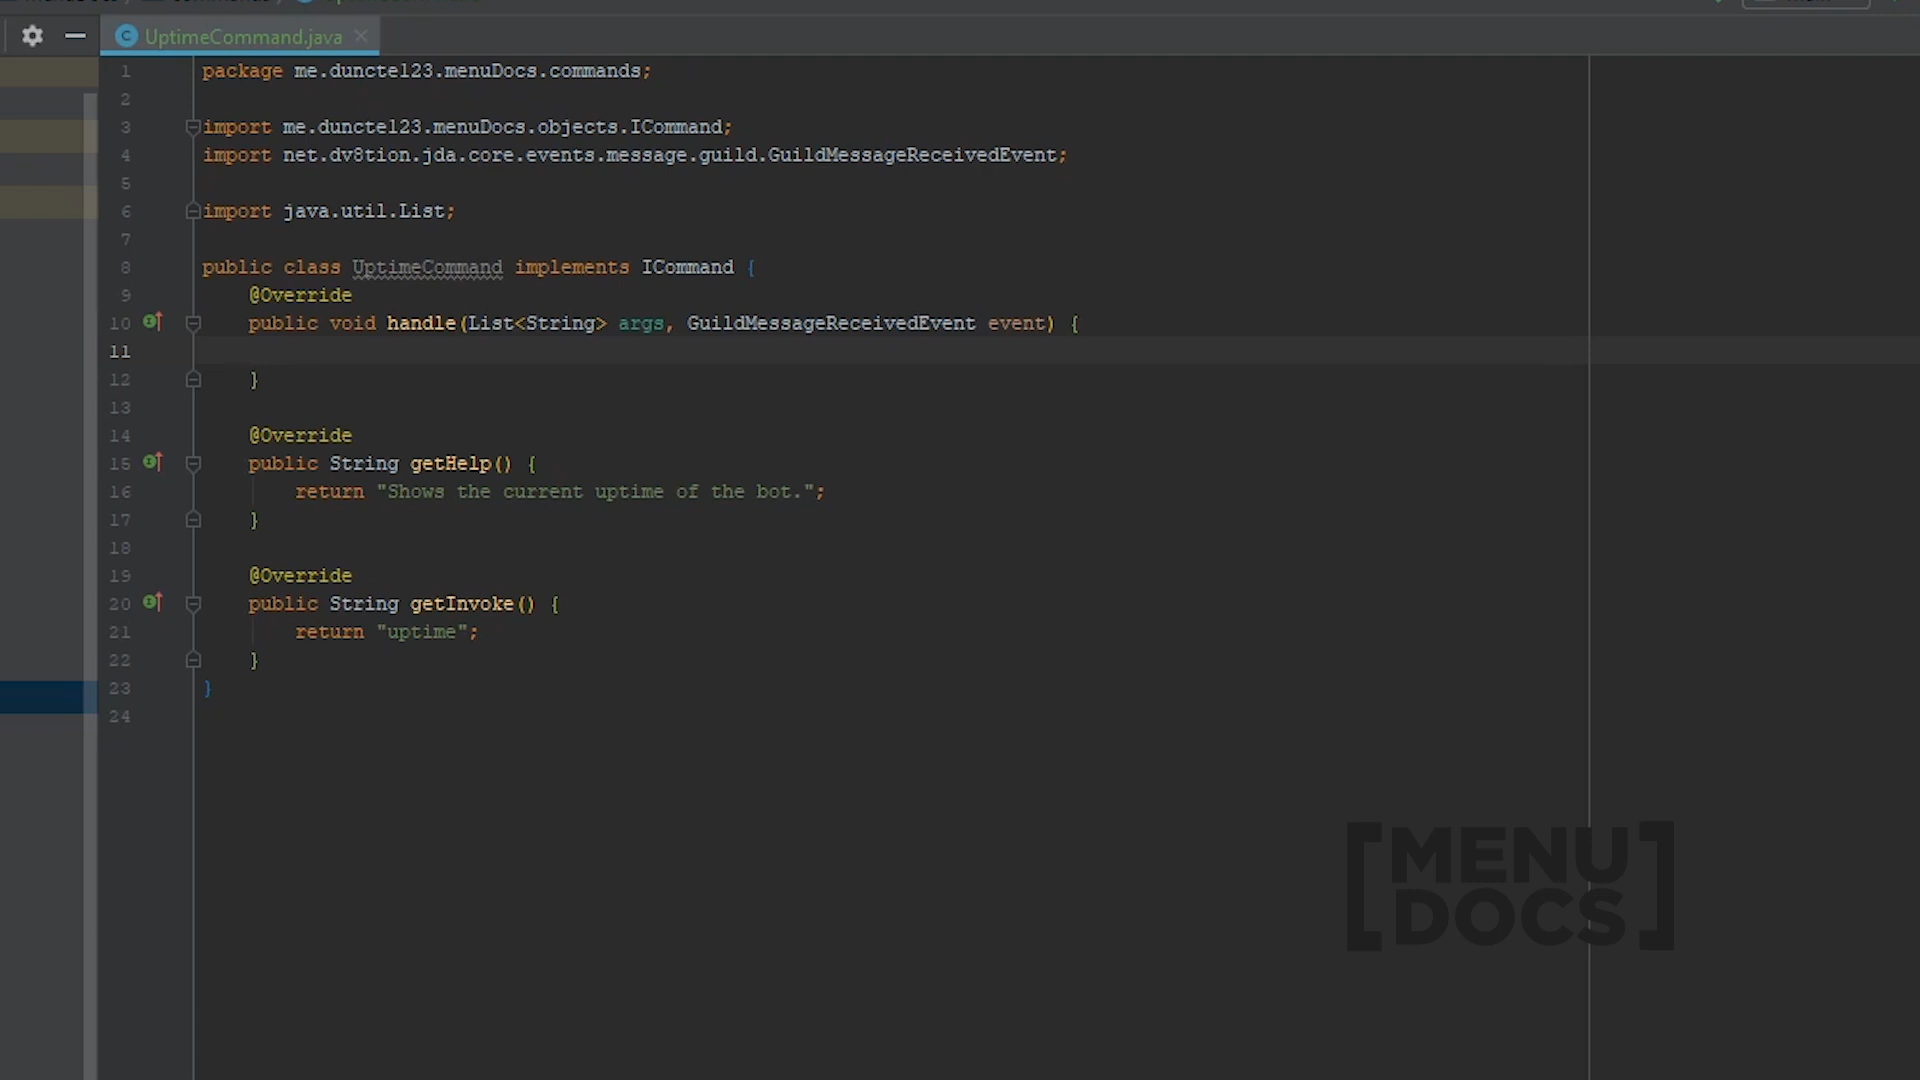 UptimeCommand.java
1 package me.duncte123.menuDocs.commands;
2
3 import me.duncte123.menuDocs.objects.ICommand;
4 import net.dv8tion.jda.core.events.message.guild.GuildMessageReceivedEvent;
5
6 import java.util.List;
7
8 public class UptimeCommand implements ICommand {
9 @Override
10 public void handle(List<String> args, GuildMessageReceivedEvent event) {
11
12 }
13
14 @Override
15 public String getHelp() {
16 return "Shows the current uptime of the bot.";
17 }
18
19 @Override
20 public String getInvoke() {
21 return "uptime";
22 }
23 }
24
[MENU
DOCS]